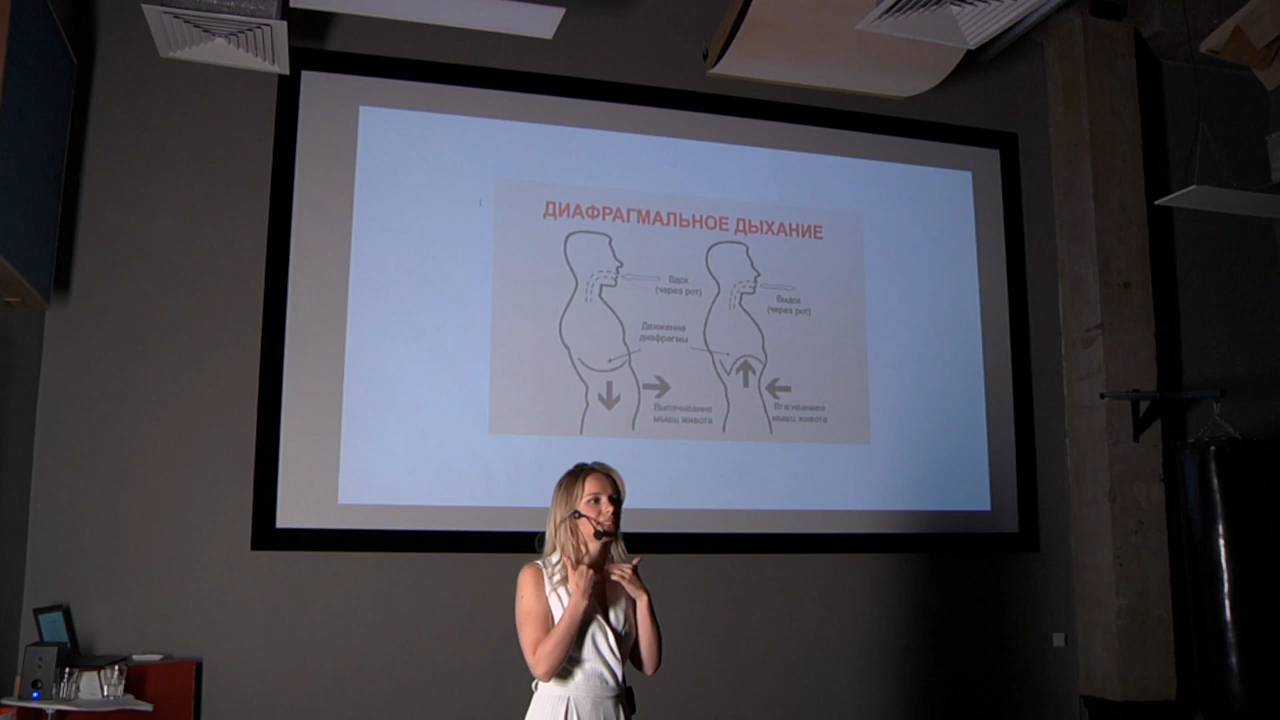 ДИАФРАГМАЛЬНОЕ ДЫХАНИЕ
Вдох
(через рот)
Выдох
(через рот)
Движение
диафрагмы
Выпячивание
мышц живота
Втягивание
мышц живота